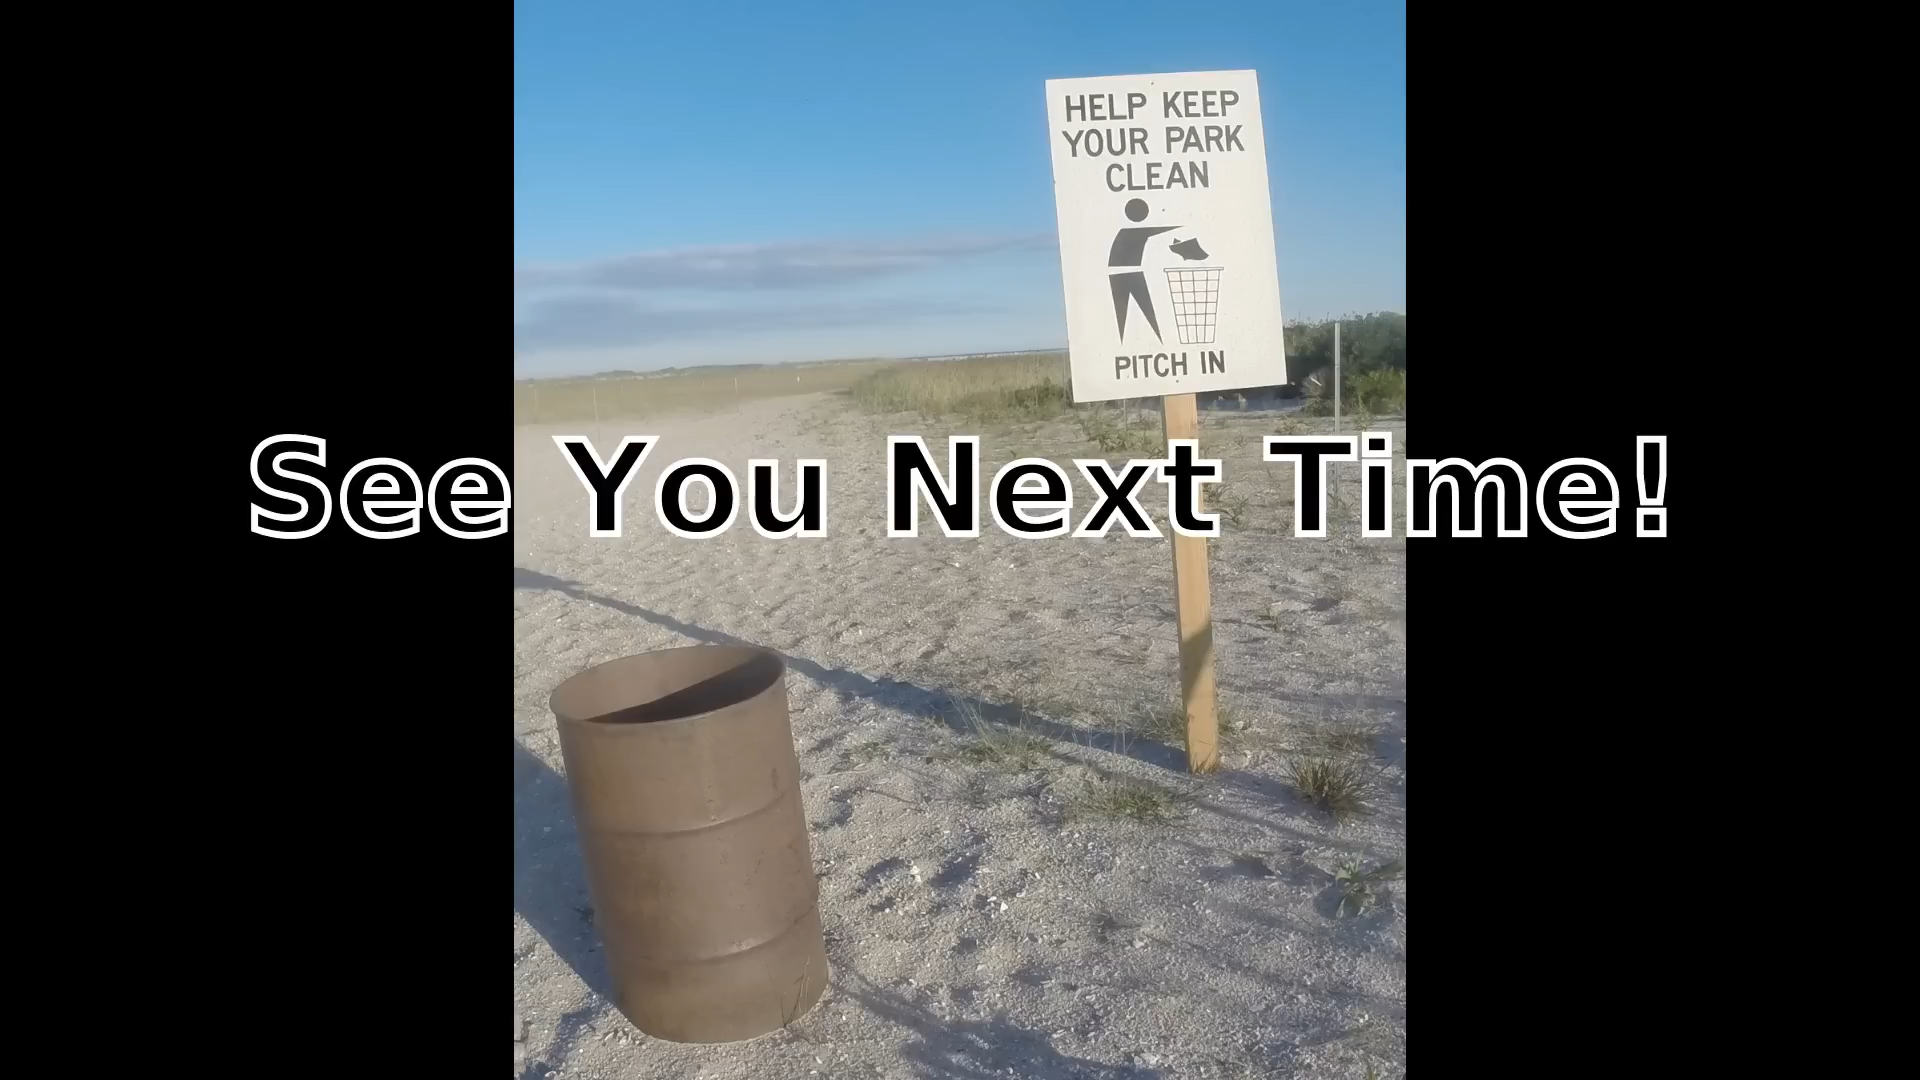 HELP KEEP
YOUR PARK
CLEAN
PITCH IN
See You Next Time!